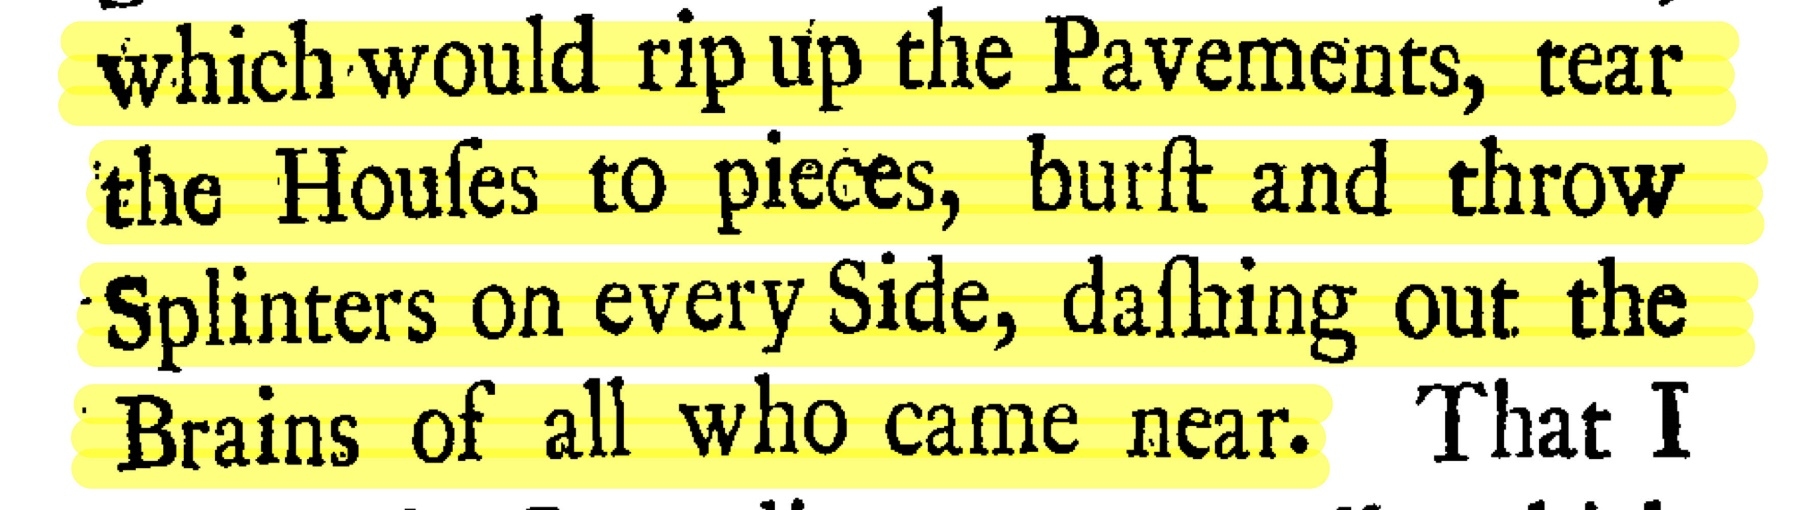 which would rip up the Pavements, tear
the Houſes to pieces, burſt and throw
Splinters on every Side, daſhing out the
Brains of all who came near. That I